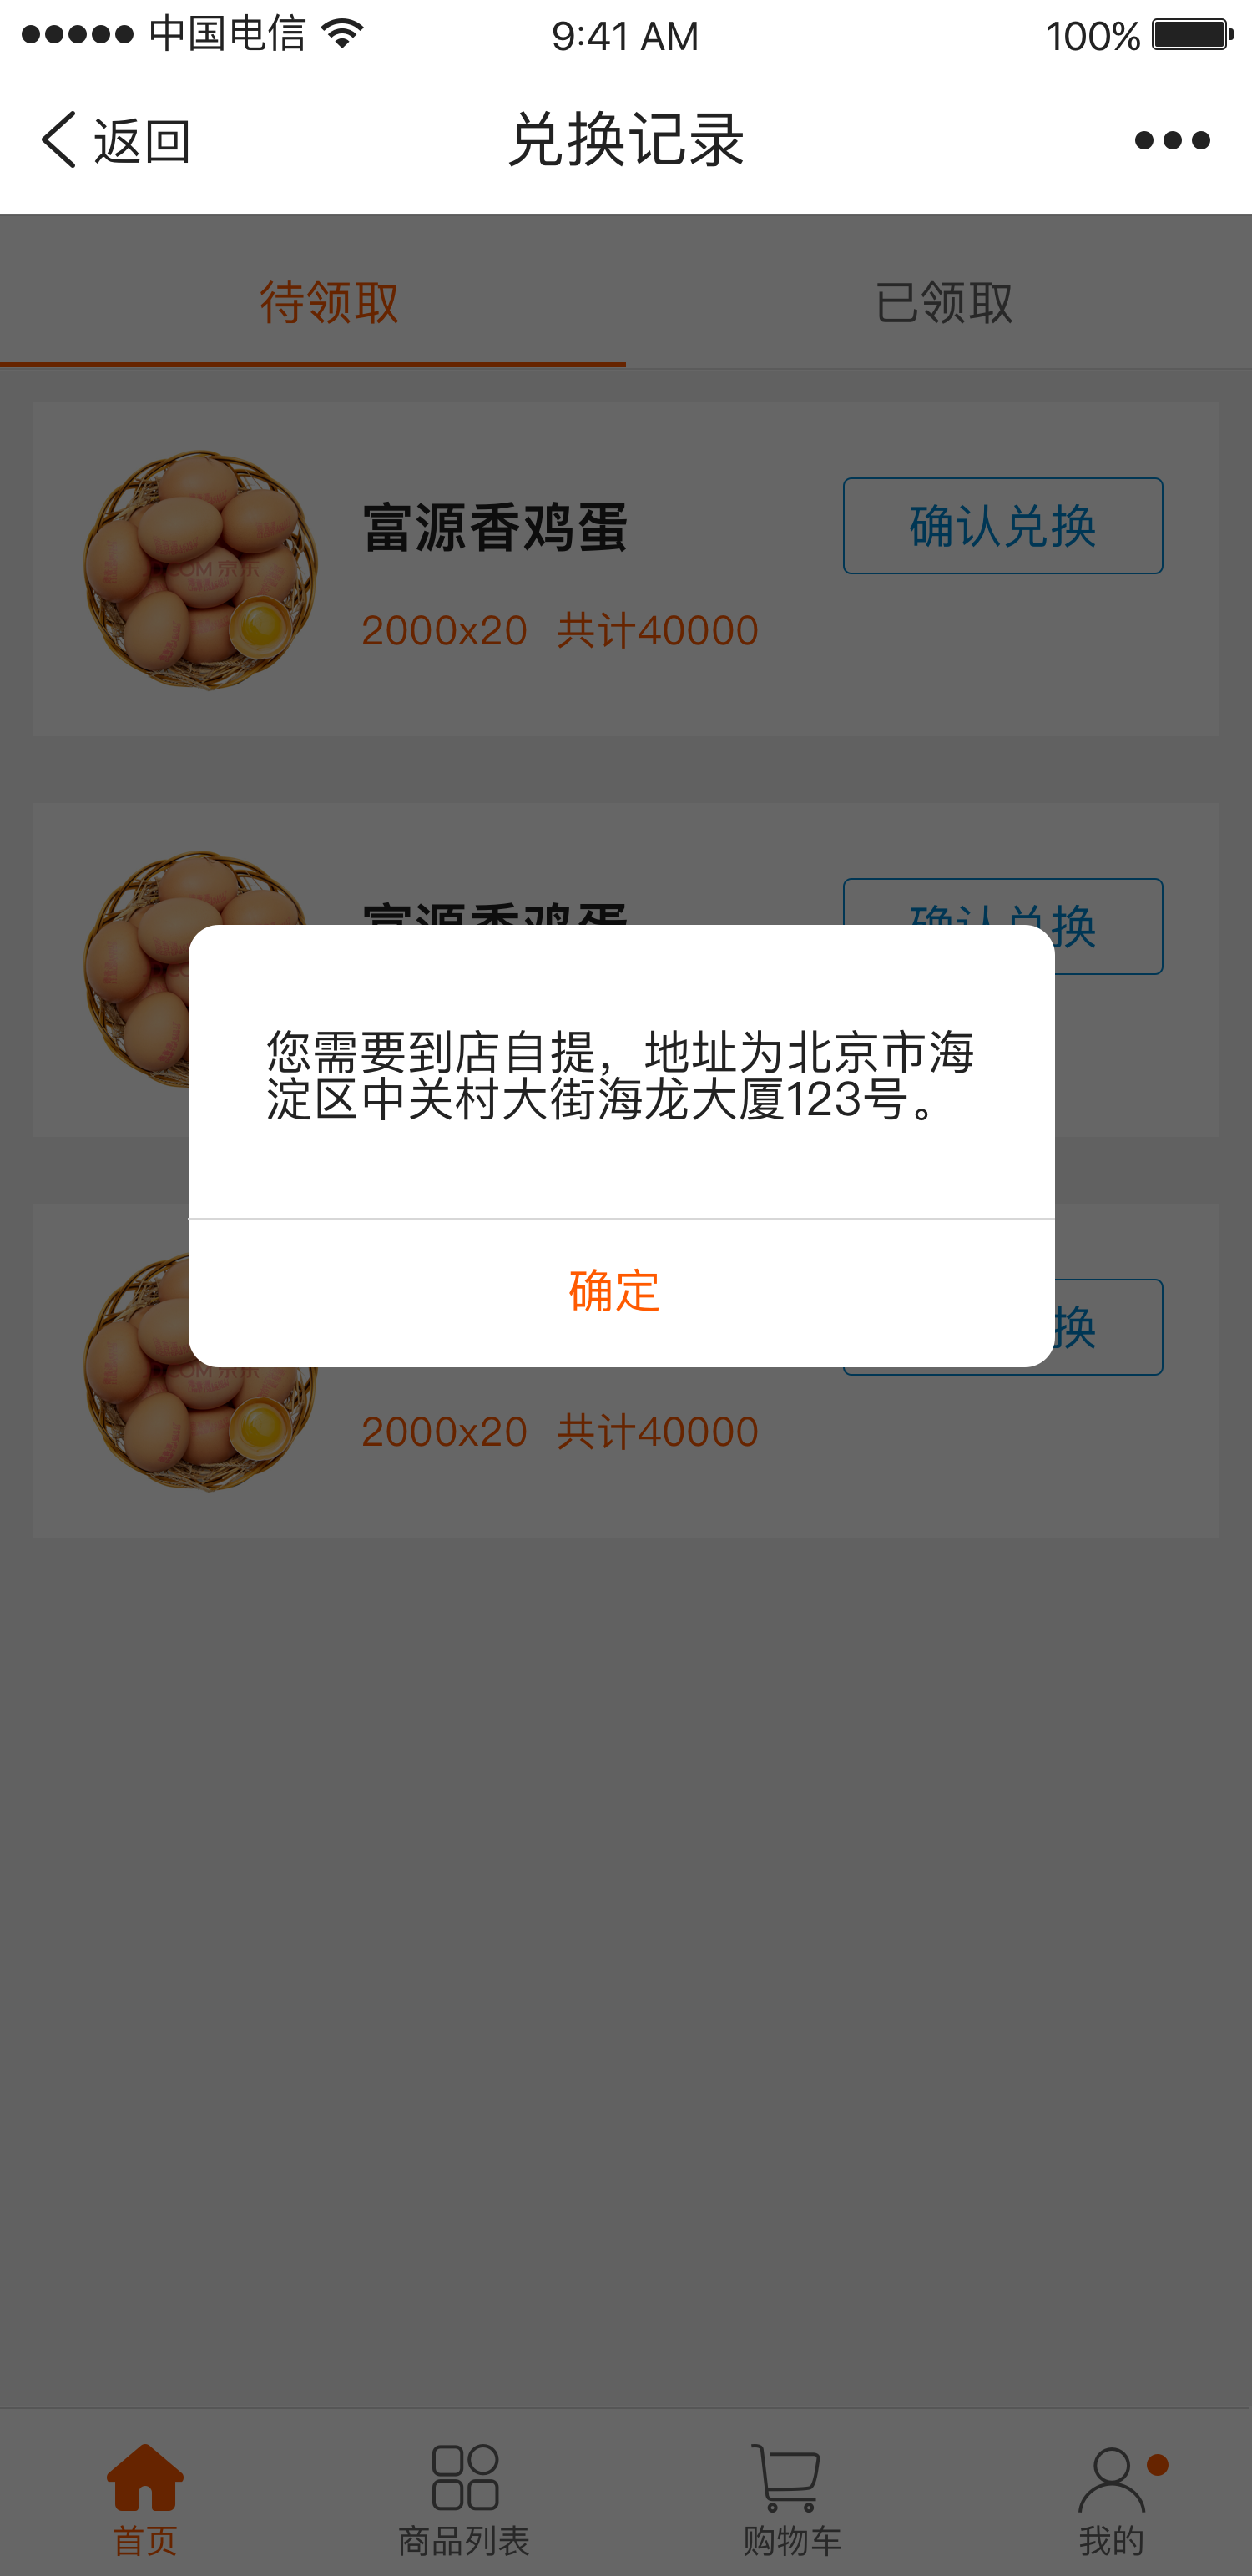 中国电信 9:41 AM 100%
返回 兑换记录
待领取 已领取
富源香鸡蛋 确认兑换
2000x20 共计40000
富源香鸡蛋 确认兑换
您需要到店自提，地址为北京市海
淀区中关村大街海龙大厦123号。
确定
换
2000x20 共计40000
首页 商品列表 购物车 我的